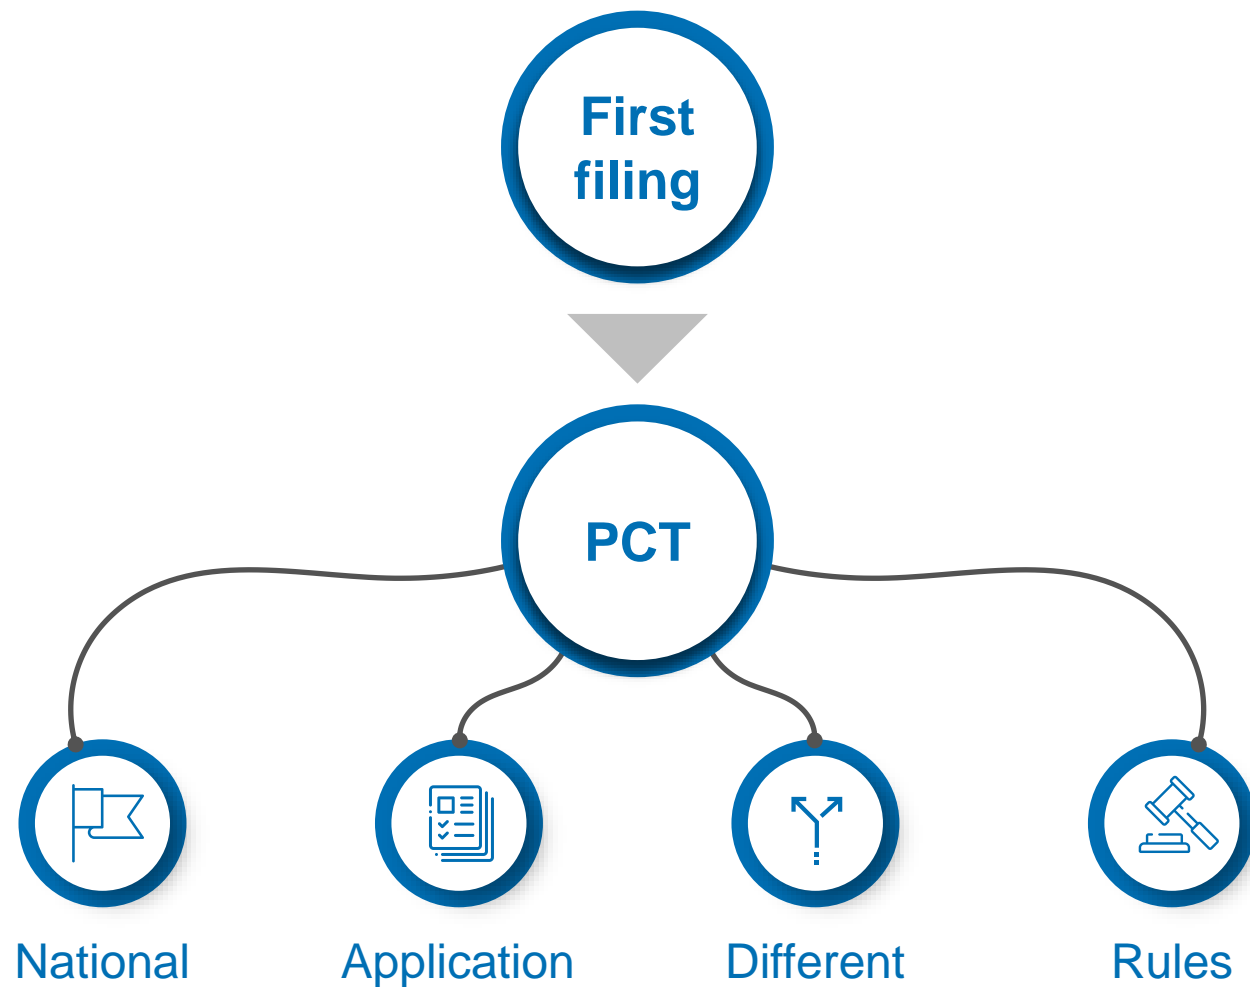 First
filing
PCT
National
Application
Different
Rules